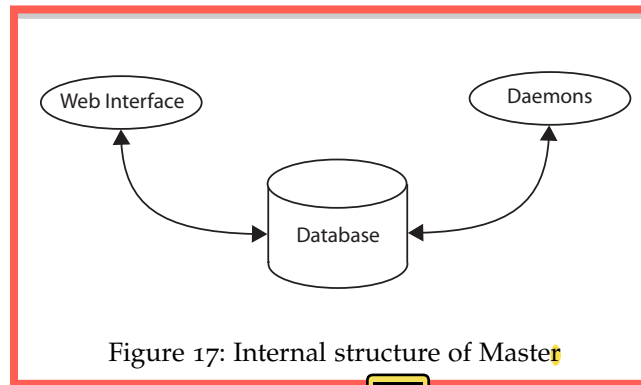 Web Interface
Daemons
Database
Figure 17: Internal structure of Master